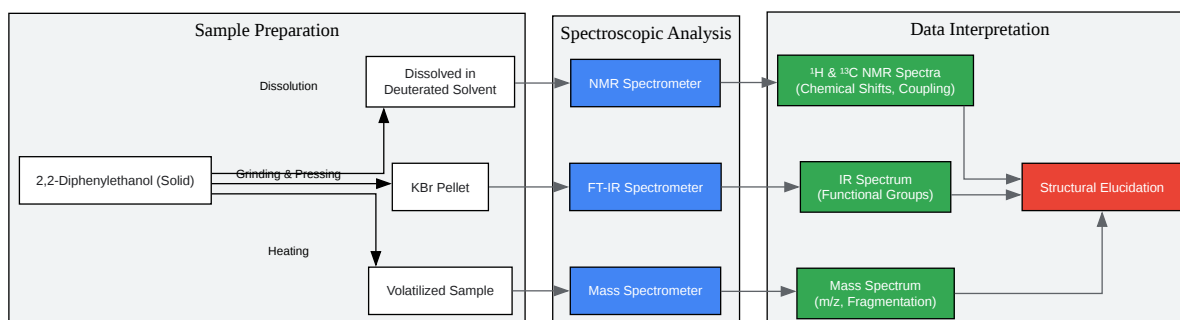 Sample Preparation
Spectroscopic Analysis
Data Interpretation
Dissolution
Dissolved in
Deuterated Solvent
NMR Spectrometer
¹H & ¹³C NMR Spectra
(Chemical Shifts, Coupling)
2,2-Diphenylethanol (Solid)
Grinding & Pressing
KBr Pellet
FT-IR Spectrometer
IR Spectrum
(Functional Groups)
Structural Elucidation
Heating
Volatilized Sample
Mass Spectrometer
Mass Spectrum
(m/z, Fragmentation)